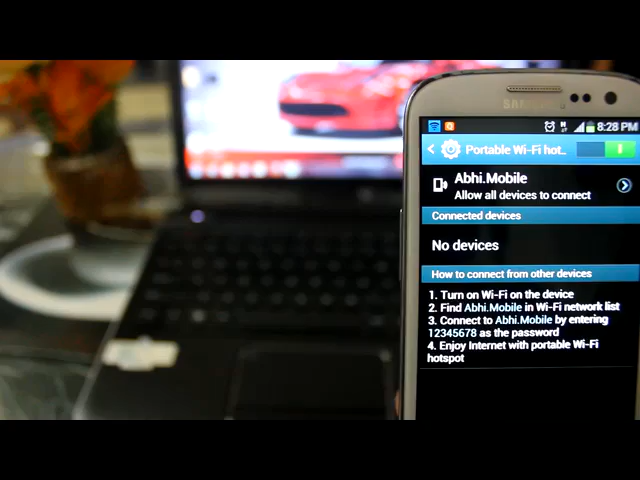 SAMSUNG
8:28 PM
Portable Wi-Fi hot..
Abhi.Mobile
Allow all devices to connect
Connected devices
No devices
How to connect from other devices
1. Turn on Wi-Fi on the device
2. Find Abhi.Mobile in Wi-Fi network list
3. Connect to Abhi.Mobile by entering
12345678 as the password
4. Enjoy Internet with portable Wi-Fi
hotspot